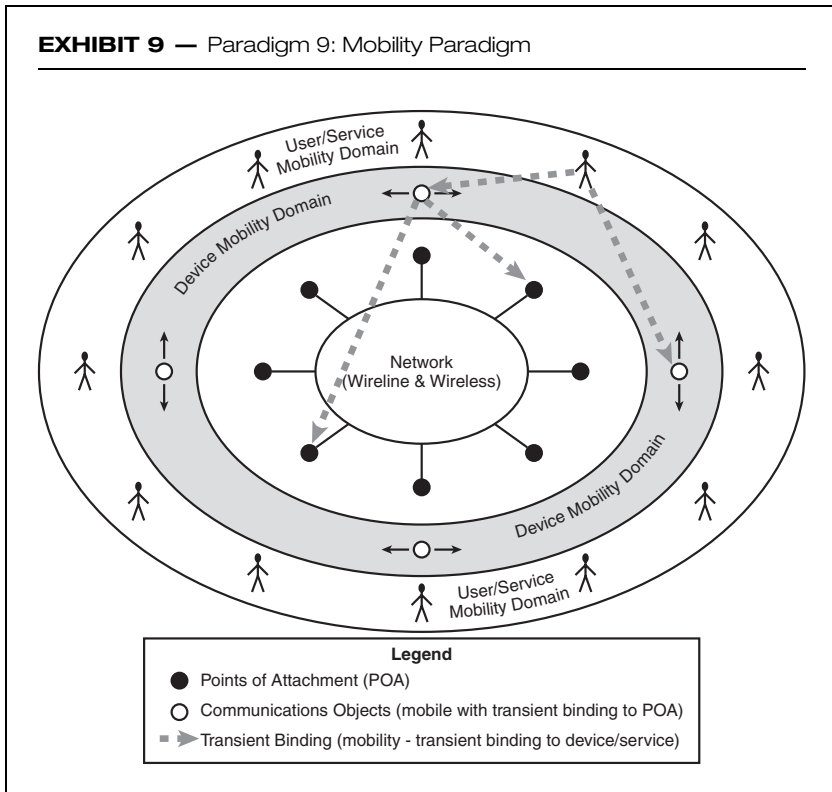 EXHIBIT 9 — Paradigm 9: Mobility Paradigm
User/Service
Mobility Domain
Device Mobility Domain
Network
(Wireline & Wireless)
Device Mobility Domain
User/Service
Mobility Domain
Legend
Points of Attachment (POA)
Communications Objects (mobile with transient binding to POA)
Transient Binding (mobility - transient binding to device/service)